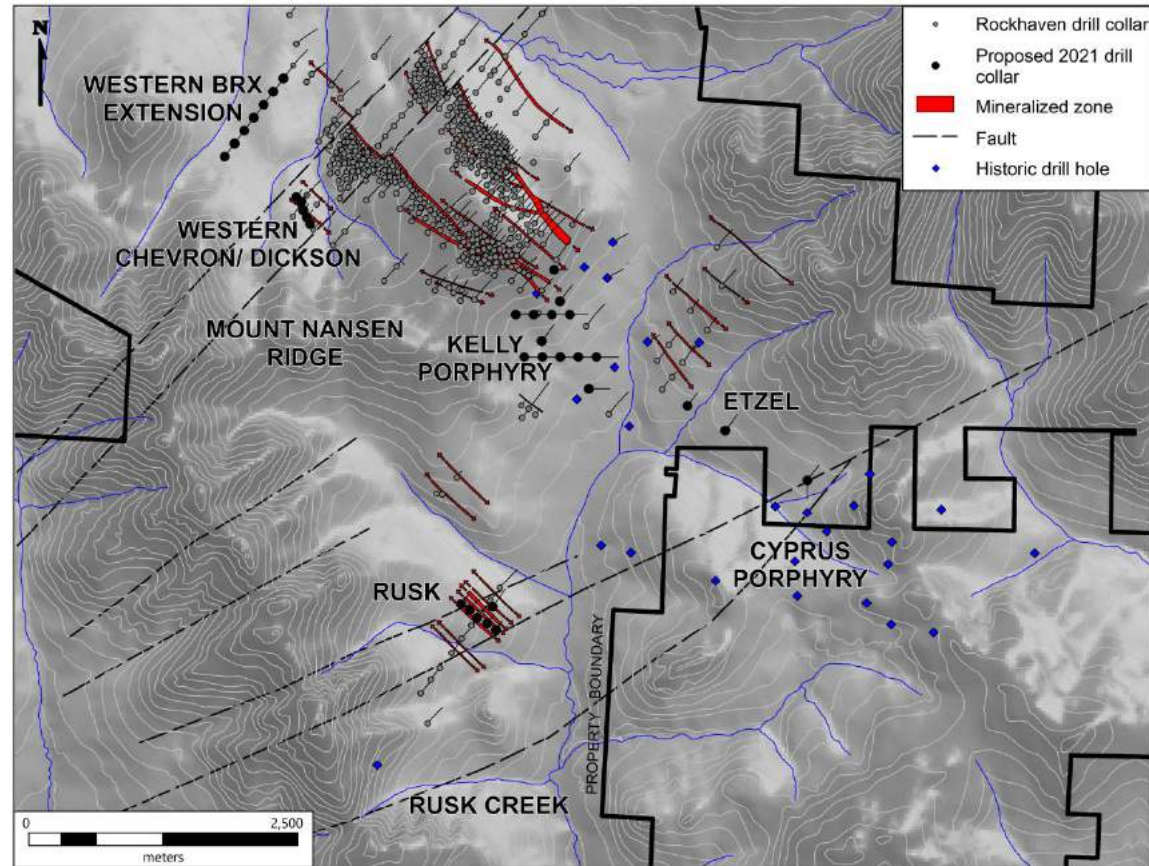 N
WESTERN BRX
EXTENSION
WESTERN
CHEVRON/ DICKSON
MOUNT NANSEN
RIDGE
KELLY
PORPHYRY
ETZEL
CYPRUS
PORPHYRY
RUSK
PROPERTY BOUNDARY
RUSK CREEK
Rockhaven drill collar
Proposed 2021 drill
collar
Mineralized zone
Fault
Historic drill hole
0 2,500
meters